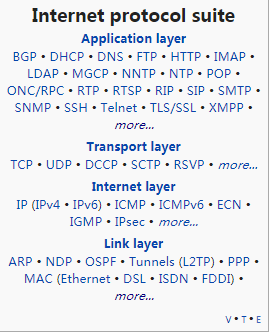 Internet protocol suite
Application layer
BGP • DHCP • DNS • FTP • HTTP • IMAP •
LDAP • MGCP • NNTP • NTP • POP •
ONC/RPC • RTP • RTSP • RIP • SIP • SMTP •
SNMP • SSH • Telnet • TLS/SSL • XMPP •
more...
Transport layer
TCP • UDP • DCCP • SCTP • RSVP • more...
Internet layer
IP (IPv4 • IPv6) • ICMP • ICMPv6 • ECN •
IGMP • IPsec • more...
Link layer
ARP • NDP • OSPF • Tunnels (L2TP) • PPP •
MAC (Ethernet • DSL • ISDN • FDDI) •
more...
V • T • E